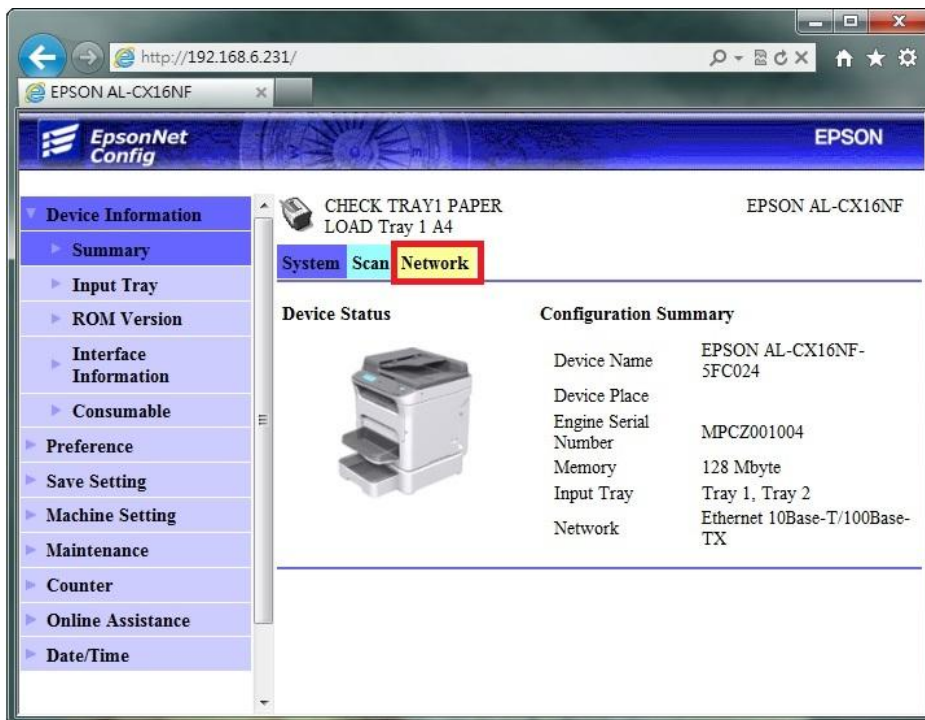 http://192.168.6.231/
EPSON AL-CX16NF
EpsonNet
Config
EPSON
Device Information
Summary
Input Tray
ROM Version
Interface
Information
Consumable
Preference
Save Setting
Machine Setting
Maintenance
Counter
Online Assistance
Date/Time
CHECK TRAY1 PAPER
LOAD Tray 1 A4
EPSON AL-CX16NF
System Scan Network
Device Status
Configuration Summary
Device Name EPSON AL-CX16NF-
5FC024
Device Place
Engine Serial
Number MPCZ001004
Memory 128 Mbyte
Input Tray Tray 1, Tray 2
Network Ethernet 10Base-T/100Base-
TX